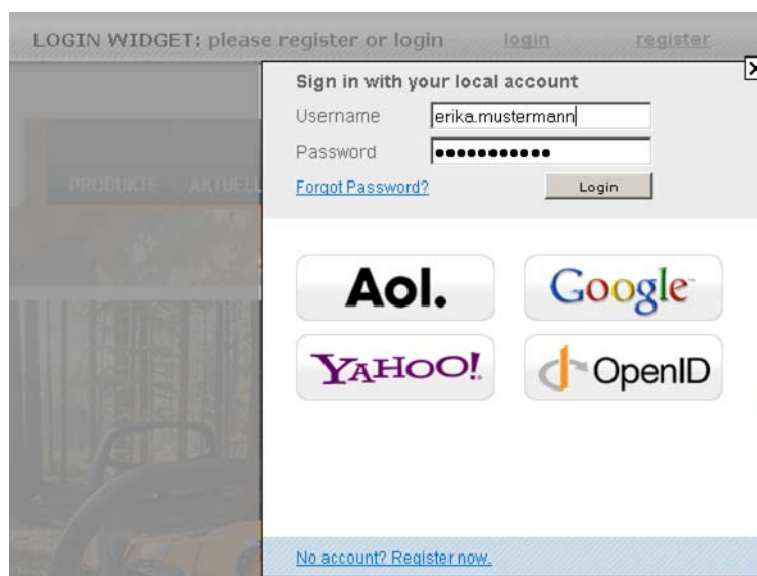 LOGIN WIDGET: please register or login login register
Sign in with your local account
Username erika.mustermann
Password
Forgot Password? Login
PRODUKTE AKTUELL
Aol. Google
YAHOO! OpenID
No account? Register now.